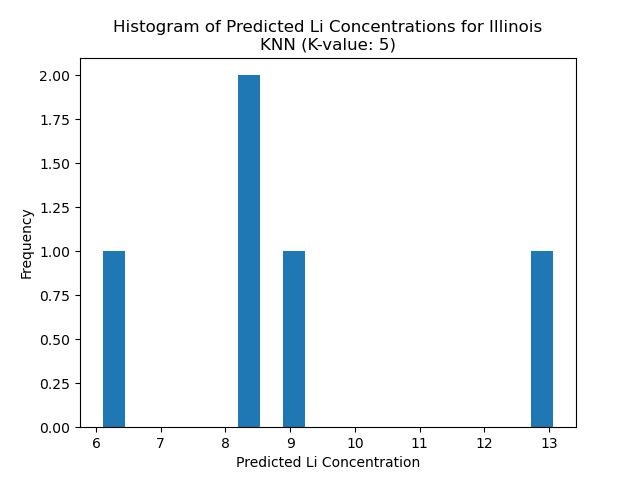 Histogram of Predicted Li Concentrations for Illinois
KNN (K-value: 5)
2.00
1.75
1.50
1.25
1.00
0.75
0.50
0.25
0.00
Frequency
6 7 8 9 10 11 12 13
Predicted Li Concentration